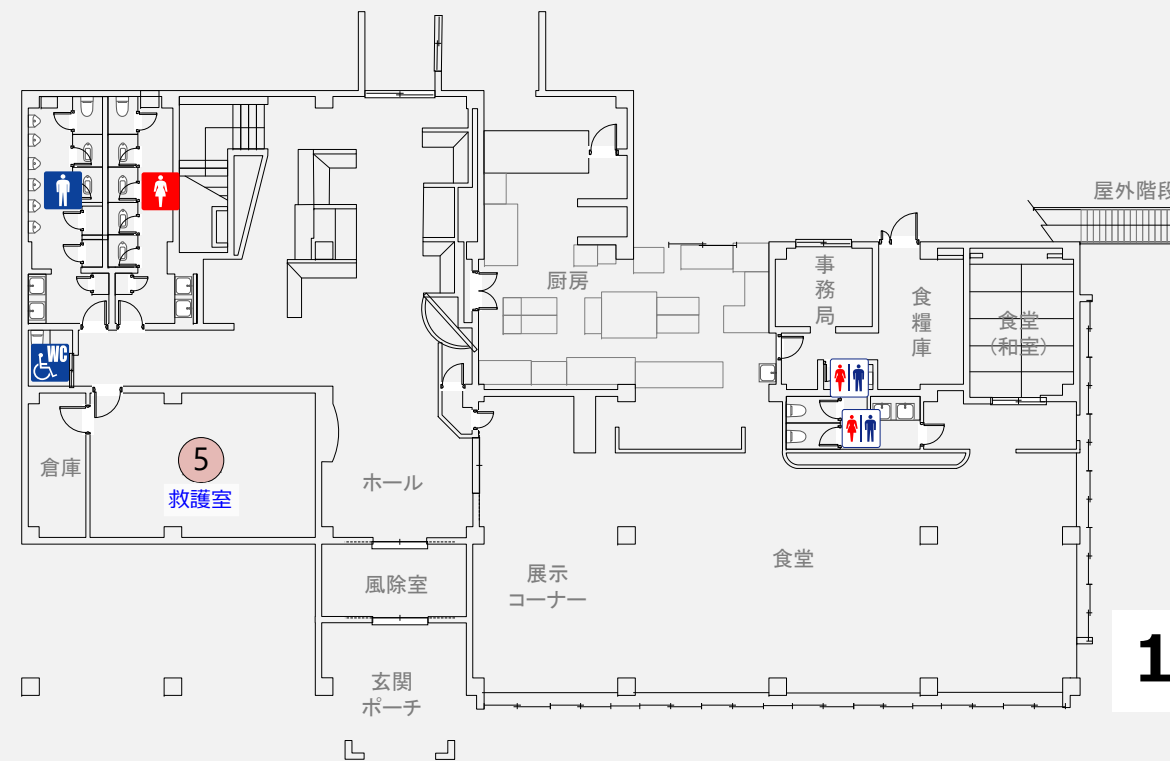 屋外階段
事
務
局
厨房
食
糧
庫
食堂
(和室)
WC
5
救護室
倉庫
ホール
食堂
展示
コーナー
風除室
玄関
ポーチ
1